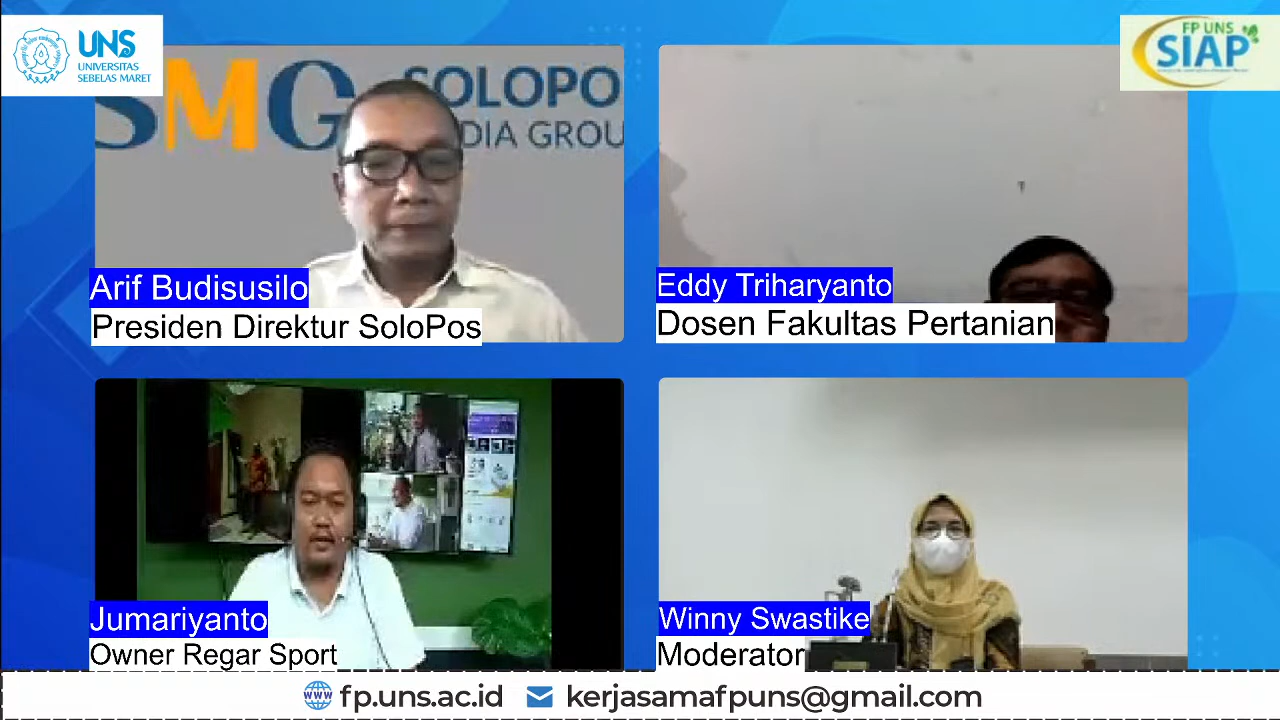 UNS
UNIVERSITAS
SEBELAS MARET
FP UNS
SIAP
SMG SOLOPO
DIA GROU
Arif Budisusilo
Presiden Direktur SoloPos
Eddy Triharyanto
Dosen Fakultas Pertanian
Jumariyanto
Owner Regar Sport
Winny Swastike
Moderator
fp.uns.ac.id kerjasamafpuns@gmail.com